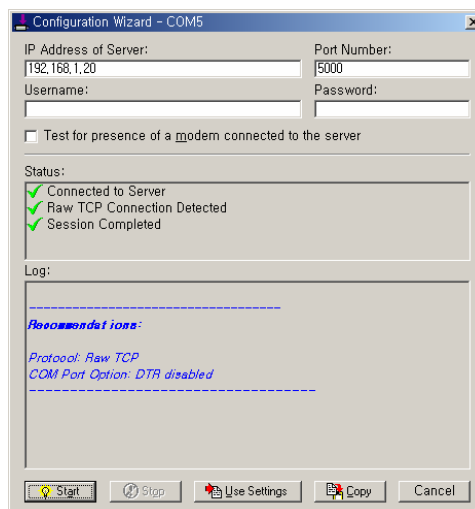 Configuration Wizard - COM5
IP Address of Server: Port Number:
192,168,1,20 5000
Username: Password:
Test for presence of a modem connected to the server
Status:
Connected to Server
Raw TCP Connection Detected
Session Completed
Log:
------------------------------------
Recommendations:
Protocol: Raw TCP
COM Port Option: DTR disabled
------------------------------------
Start Stop Use Settings Copy Cancel